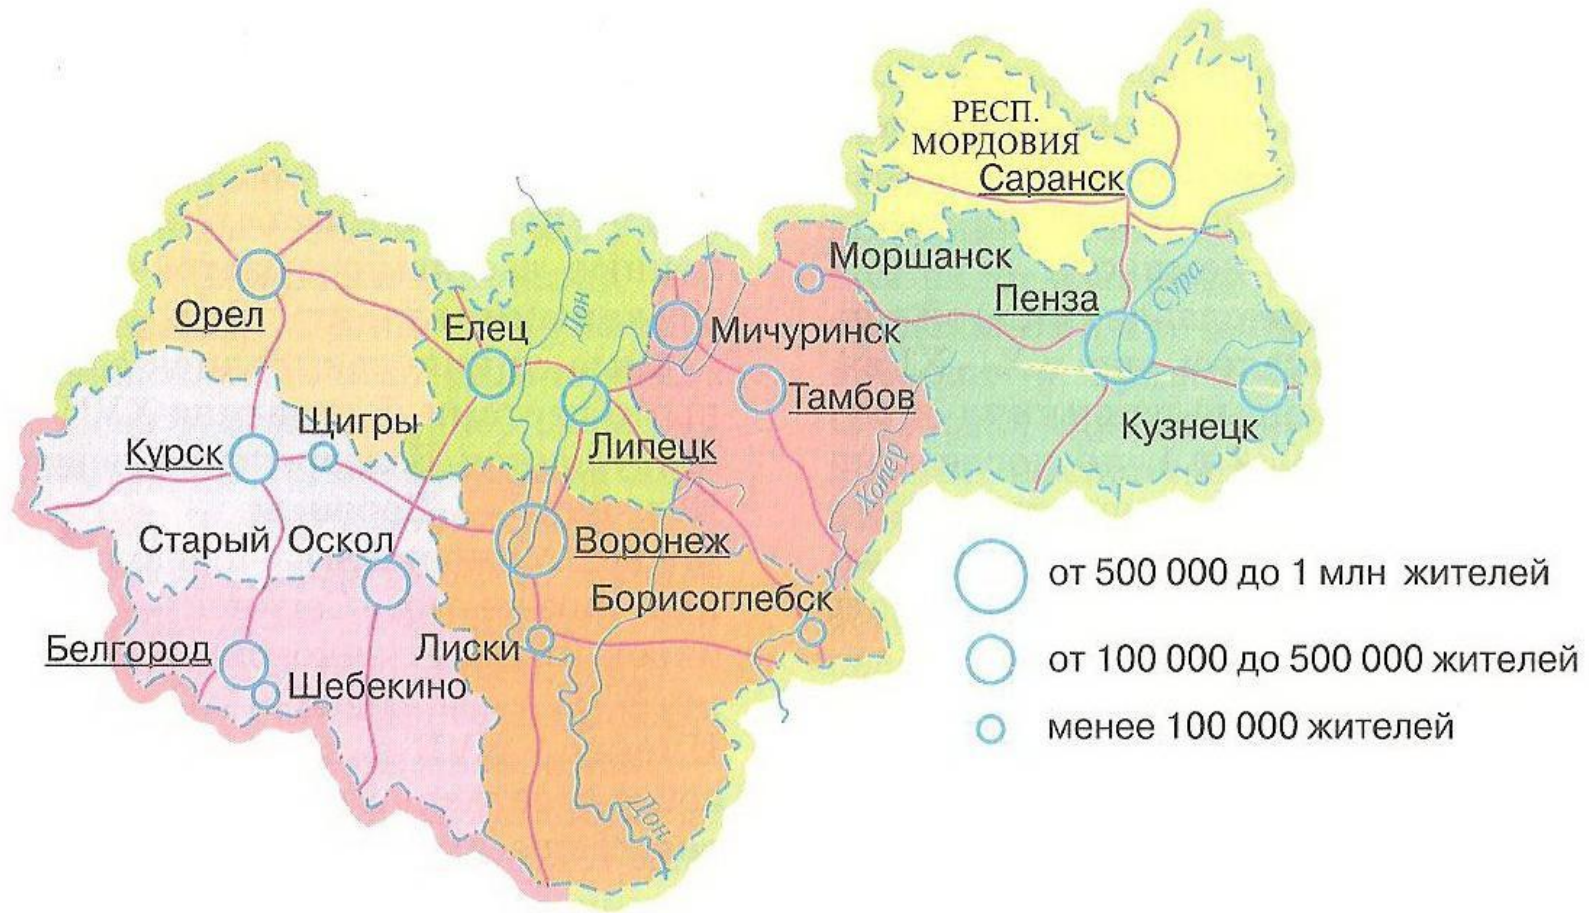 РЕСП.
МОРДОВИЯ
Саранск
Моршанск
Пенза
Сура
Орел
Елец
Дон
Мичуринск
Тамбов
Кузнецк
Щигры
Курск
Липецк
Хопер
Старый Оскол
Воронеж
Борисоглебск
Белгород
Лиски
Шебекино
Дон
от 500 000 до 1 млн жителей
от 100 000 до 500 000 жителей
менее 100 000 жителей